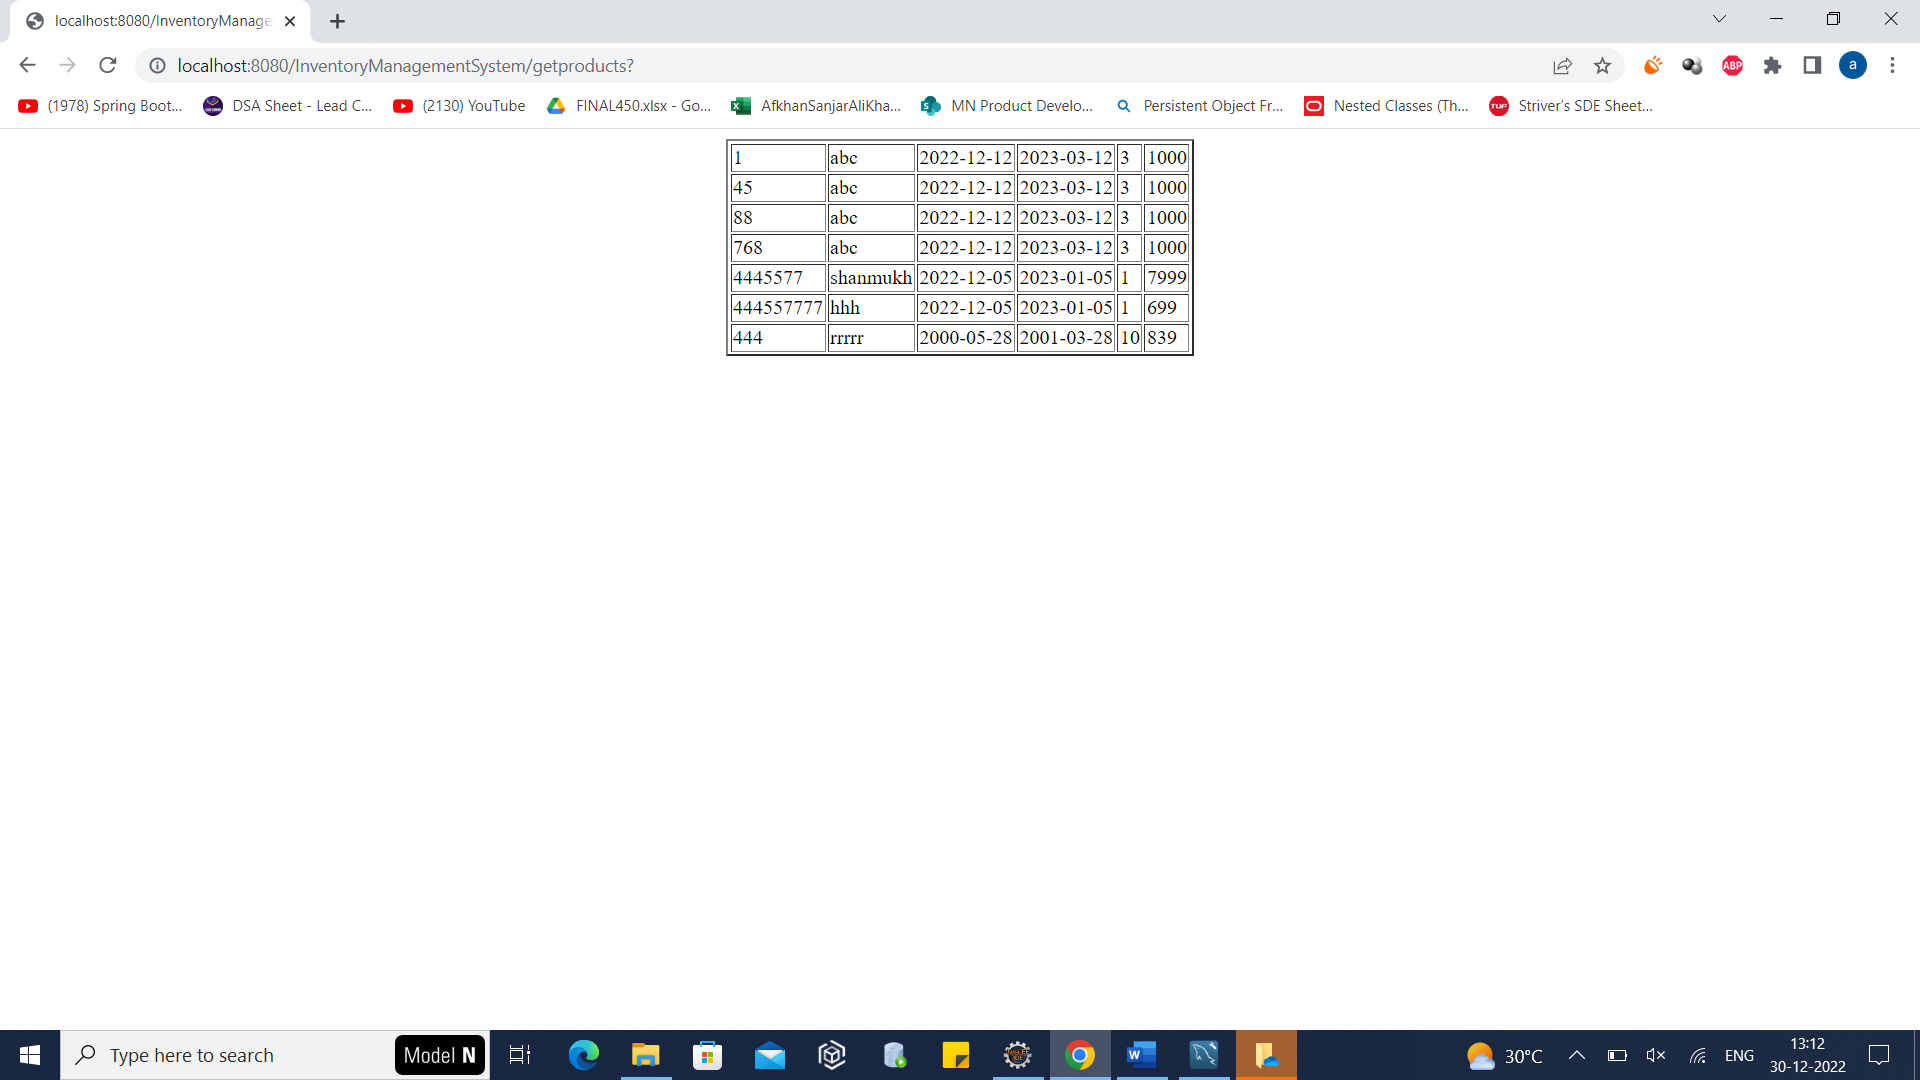 localhost:8080/InventoryManage
localhost:8080/InventoryManagementSystem/getproducts?
ABP
a
(1978) Spring Boot... DSA Sheet - Lead C... (2130) YouTube FINAL450.xlsx - Go... AfkhanSanjarAliKha... MN Product Develo... Persistent Object Fr... Nested Classes (Th... TUF Striver's SDE Sheet...
1 abc 2022-12-12 2023-03-12 3 1000
45 abc 2022-12-12 2023-03-12 3 1000
88 abc 2022-12-12 2023-03-12 3 1000
768 abc 2022-12-12 2023-03-12 3 1000
4445577 shanmukh 2022-12-05 2023-01-05 1 7999
444557777 hhh 2022-12-05 2023-01-05 1 699
444 rrrrr 2000-05-28 2001-03-28 10 839
Type here to search Model N 30°C ENG 13:12
30-12-2022